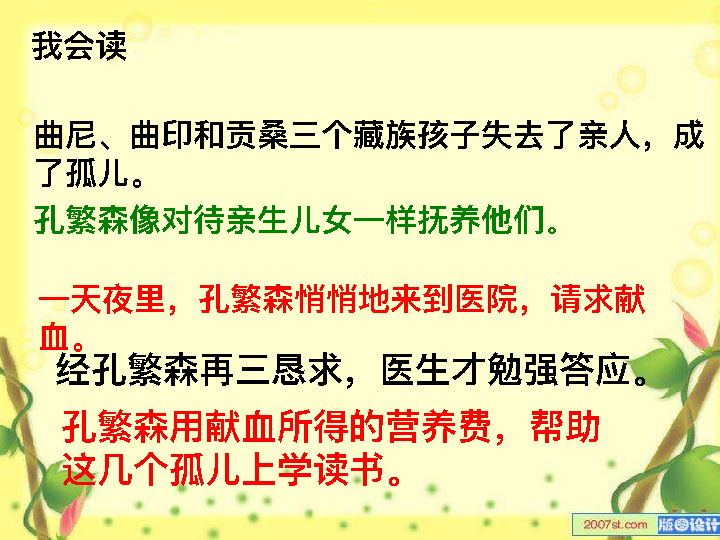 我会读
曲尼、曲印和贡桑三个藏族孩子失去了亲人，成
了孤儿。
孔繁森像对待亲生儿女一样抚养他们。
一天夜里，孔繁森悄悄地来到医院，请求献
血。
经孔繁森再三恳求，医生才勉强答应。
孔繁森用献血所得的营养费，帮助
这几个孤儿上学读书。
2007st.com 版图设计